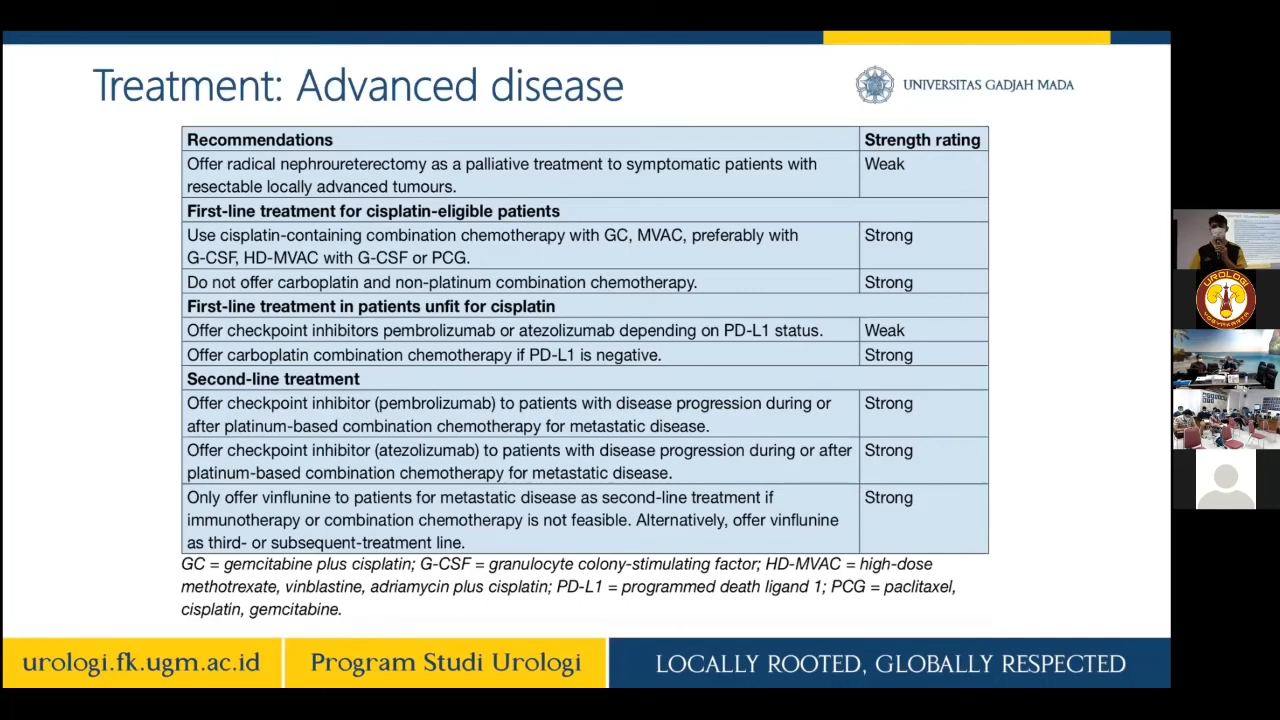 Treatment: Advanced disease
UNIVERSITAS GADJAH MADA
Recommendations
Strength rating
Offer radical nephroureterectomy as a palliative treatment to symptomatic patients with
resectable locally advanced tumours.
Weak
First-line treatment for cisplatin-eligible patients
Use cisplatin-containing combination chemotherapy with GC, MVAC, preferably with
G-CSF, HD-MVAC with G-CSF or PCG.
Strong
Do not offer carboplatin and non-platinum combination chemotherapy.
Strong
First-line treatment in patients unfit for cisplatin
Offer checkpoint inhibitors pembrolizumab or atezolizumab depending on PD-L1 status.
Weak
Offer carboplatin combination chemotherapy if PD-L1 is negative.
Strong
Second-line treatment
Offer checkpoint inhibitor (pembrolizumab) to patients with disease progression during or
after platinum-based combination chemotherapy for metastatic disease.
Strong
Offer checkpoint inhibitor (atezolizumab) to patients with disease progression during or after
platinum-based combination chemotherapy for metastatic disease.
Strong
Only offer vinflunine to patients for metastatic disease as second-line treatment if
immunotherapy or combination chemotherapy is not feasible. Alternatively, offer vinflunine
as third- or subsequent-treatment line.
Strong
GC = gemcitabine plus cisplatin; G-CSF = granulocyte colony-stimulating factor; HD-MVAC = high-dose
methotrexate, vinblastine, adriamycin plus cisplatin; PD-L1 = programmed death ligand 1; PCG = paclitaxel,
cisplatin, gemcitabine.
urologi.fk.ugm.ac.id
Program Studi Urologi
LOCALLY ROOTED, GLOBALLY RESPECTED
UROLOGI
YOGYAKARTA